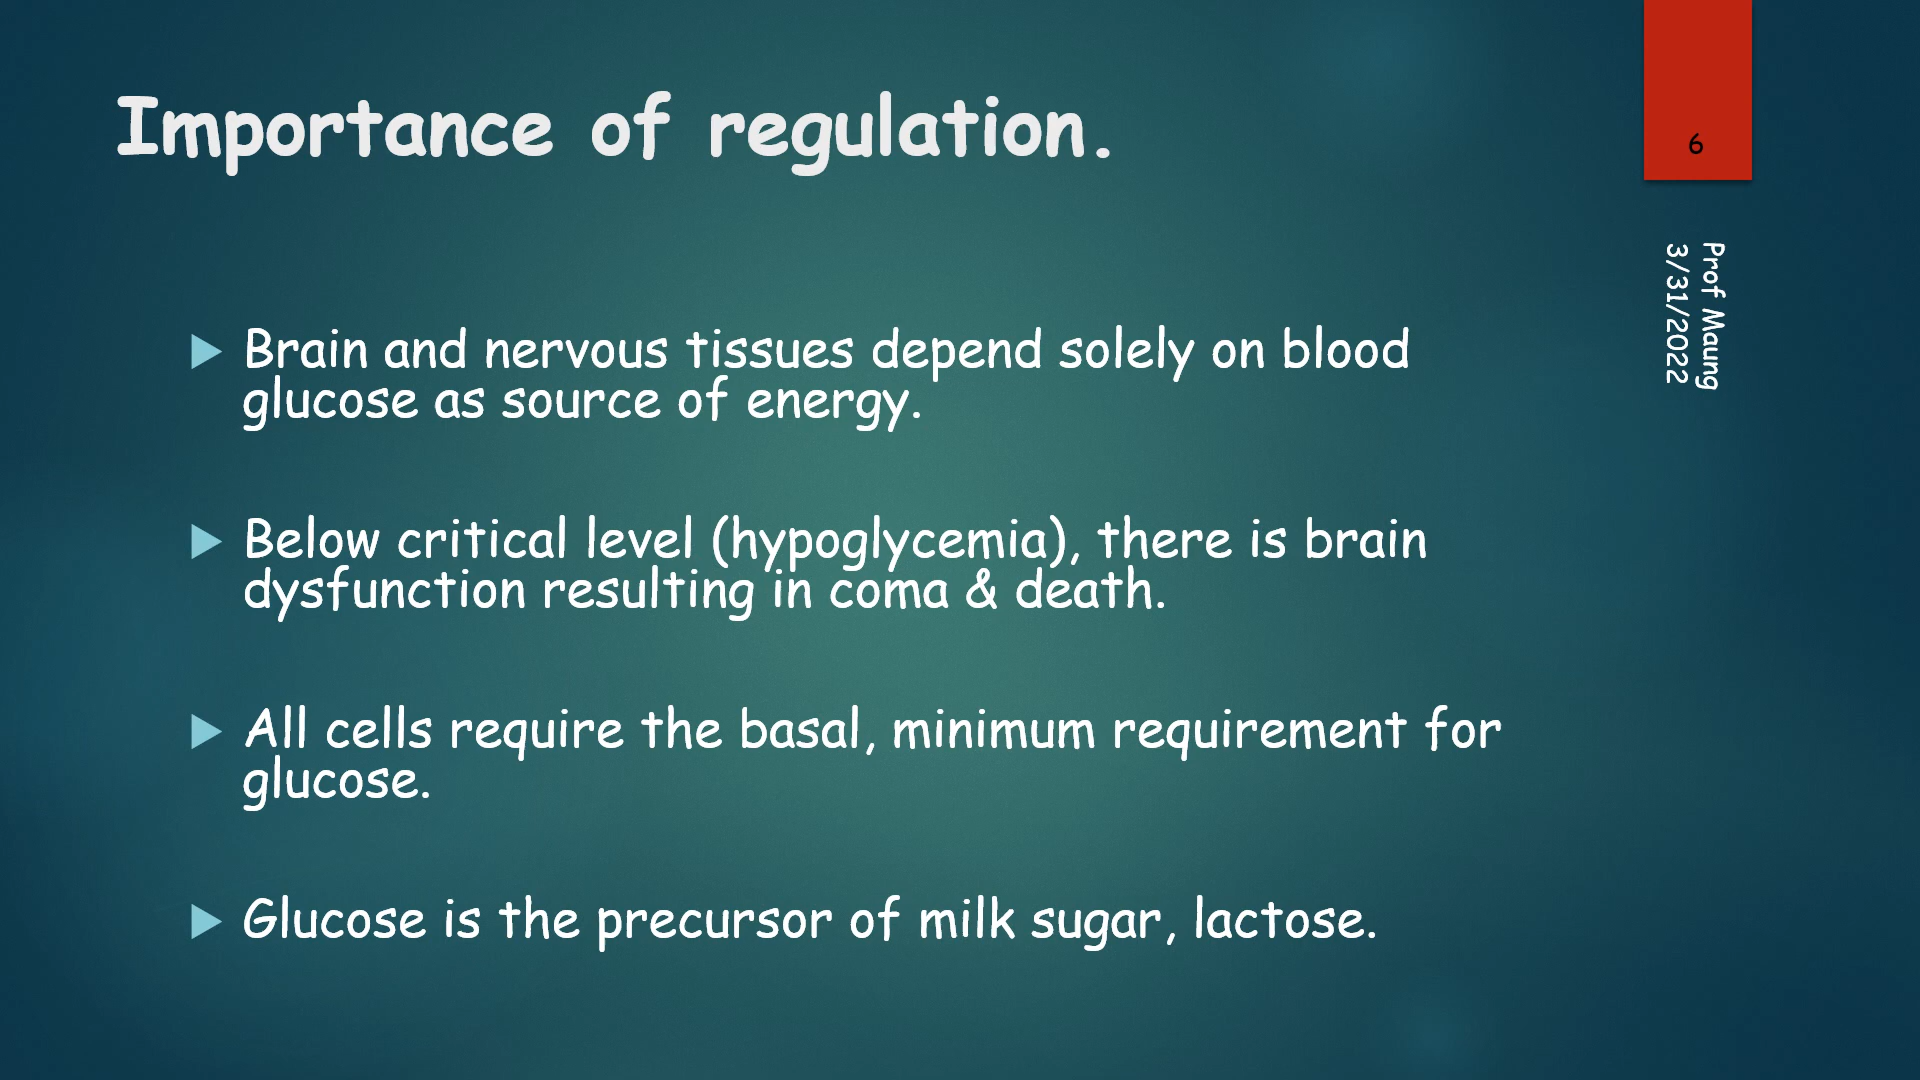 Importance of regulation.
6
Prof Maung
3/31/2022
Brain and nervous tissues depend solely on blood
glucose as source of energy.
Below critical level (hypoglycemia), there is brain
dysfunction resulting in coma & death.
All cells require the basal, minimum requirement for
glucose.
Glucose is the precursor of milk sugar, lactose.